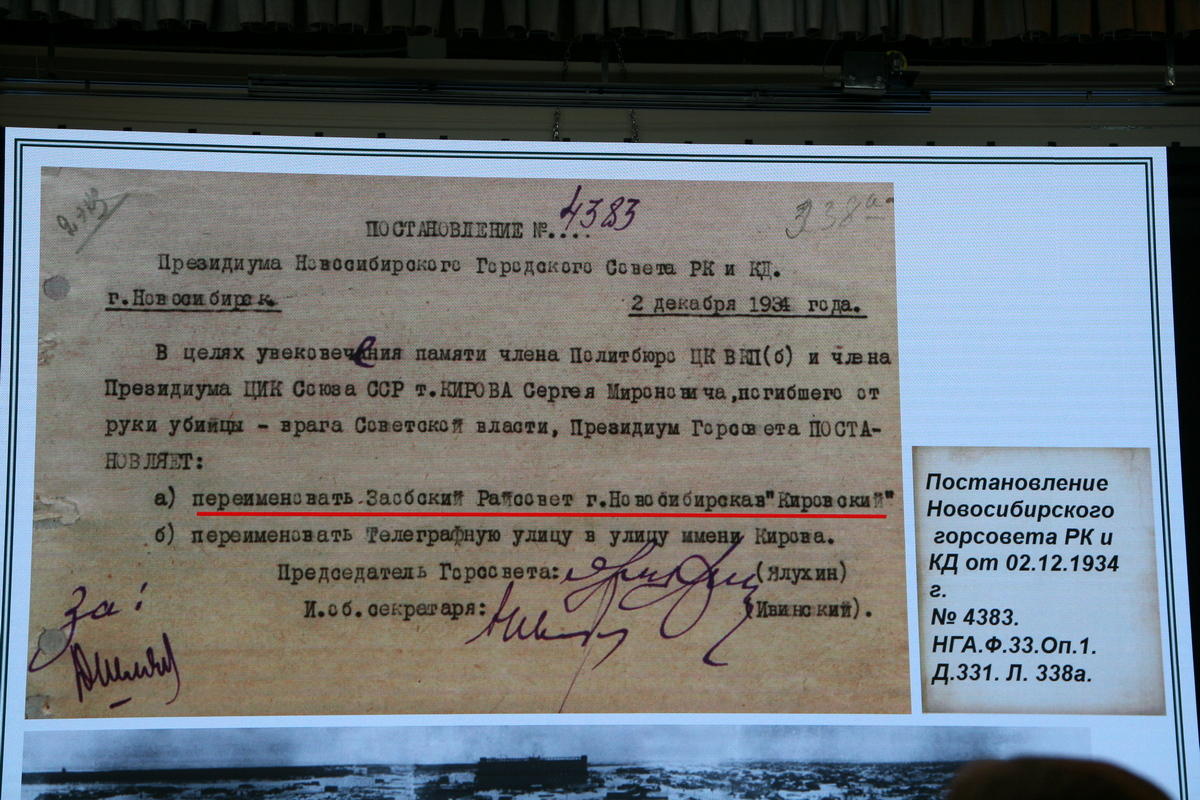 ПОСТАНОВЛЕНИЕ №....4383
338а
Президиума Новосибирского Городского Совета РК и КД.
г.Новосибирск.
2 декабря 1934 года.
В целях увековечения памяти члена Политбюро ЦК ВКП(б) и члена
Президиума ЦИК Союза ССР т.КИРОВА Сергея Мироновича,погибшего от
руки убийцы - врага Советской власти, Президиум Горсовета ПОСТА-
НОВЛЯЕТ:
а) переименовать Заобский Райсовет г.Новосибирскав"Кировский"
б) переименовать Телеграфную улицу в улицу имени Кирова.
Председатель Горсовета: (Ялухин)
И.об.секретаря: (Ивинский).
За!
Постановление
Новосибирского
горсовета РК и
КД от 02.12.1934
г.
№ 4383.
НГА.Ф.33.Оп.1.
Д.331. Л. 338а.